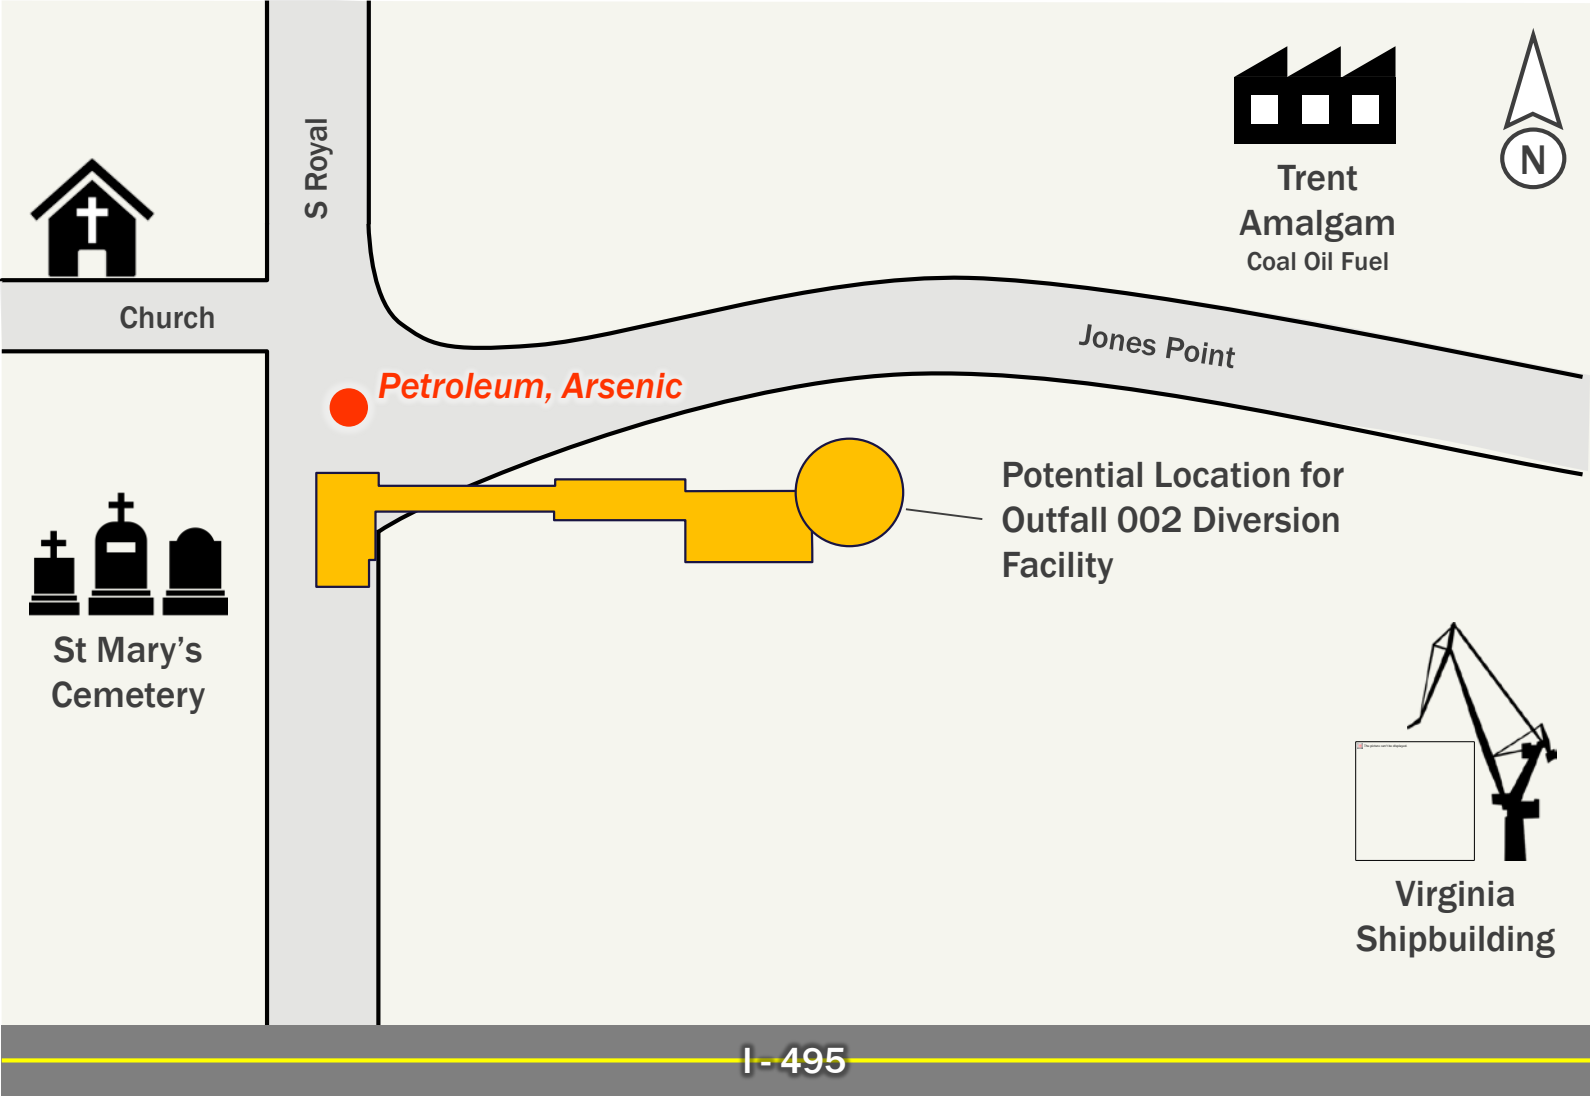 S Royal
N
Trent
Amalgam
Coal Oil Fuel
Church
Jones Point
Petroleum, Arsenic
Potential Location for
Outfall 002 Diversion
Facility
St Mary’s
Cemetery
Virginia
Shipbuilding
I - 495